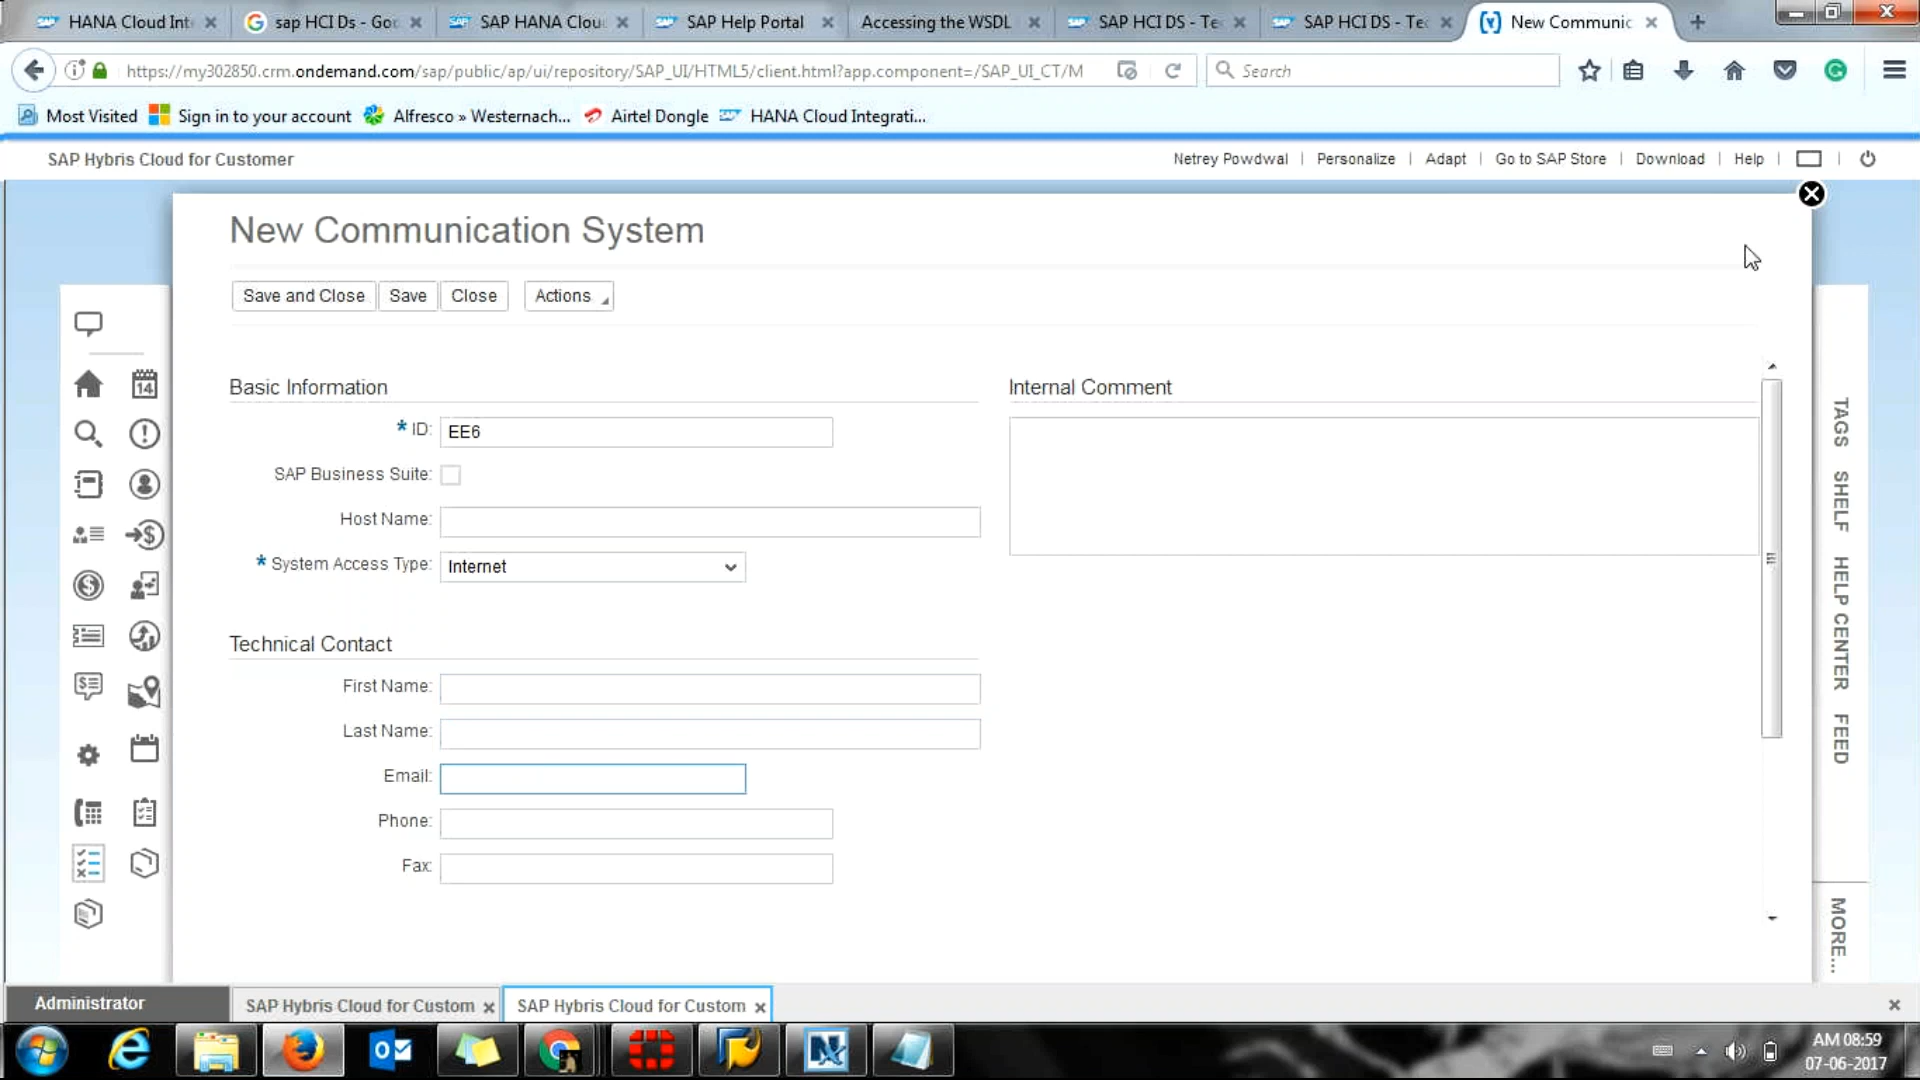 HANA Cloud Int
sap HCI Ds - Go
SAP HANA Clou
SAP Help Portal
Accessing the WSDL
SAP HCI DS - Te
SAP HCI DS - Te
New Communic
https://my302850.crm.ondemand.com/sap/public/ap/ui/repository/SAP_UI/HTML5/client.html?app.component=/SAP_UI_CT/M
Search
Most Visited
Sign in to your account
Alfresco » Westernach...
Airtel Dongle
HANA Cloud Integrati...
SAP Hybris Cloud for Customer
Netrey Powdwal
Personalize
Adapt
Go to SAP Store
Download
Help
New Communication System
Save and Close
Save
Close
Actions
Basic Information
Internal Comment
* ID: EE6
SAP Business Suite:
Host Name:
* System Access Type: Internet
Technical Contact
First Name:
Last Name:
Email:
Phone:
Fax:
14
TAGS
SHELF
HELP CENTER
FEED
MORE...
Administrator
SAP Hybris Cloud for Custom
SAP Hybris Cloud for Custom
AM 08:59
07-06-2017